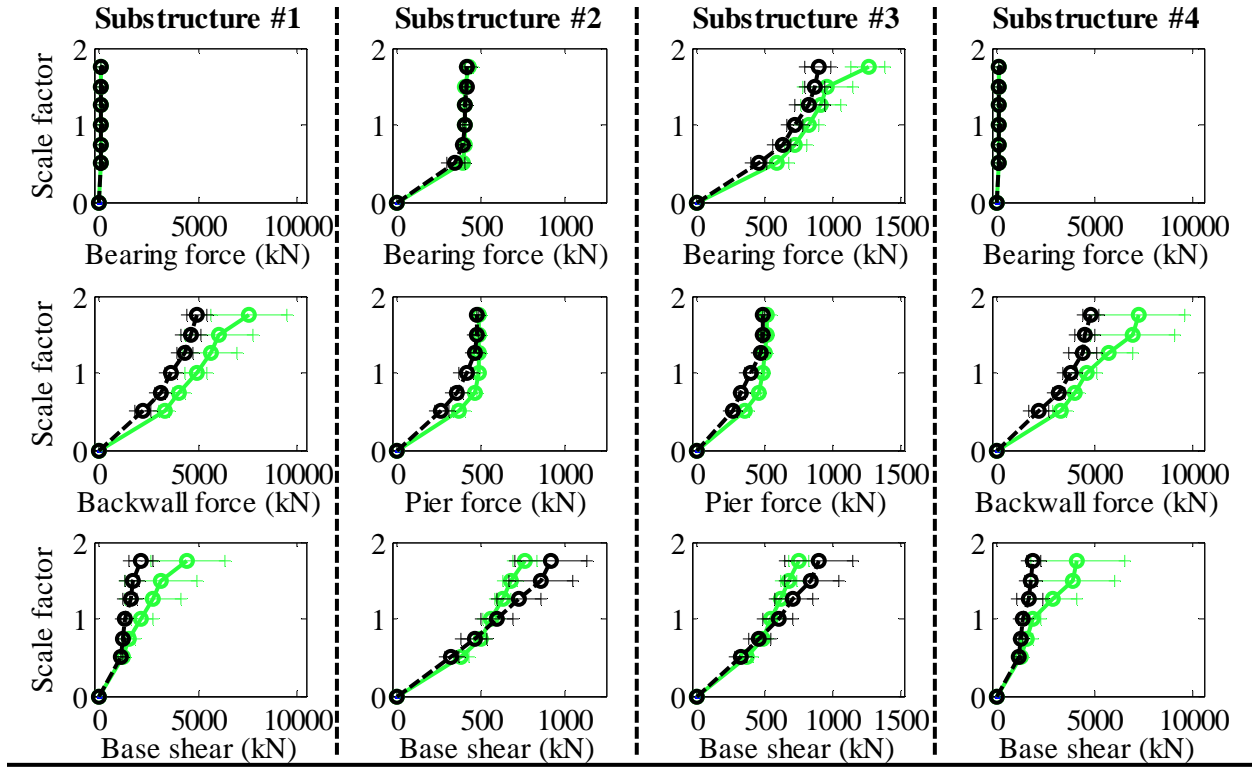 Substructure #1 Substructure #2 Substructure #3 Substructure #4
2 2 2 2
Scale factor
1 1 1 1
0 0 0 0
0 5000 10000 0 500 1000 0 500 1000 1500 0 5000 10000
Bearing force (kN) Bearing force (kN) Bearing force (kN) Bearing force (kN)
2 2 2 2
Scale factor
1 1 1 1
0 0 0 0
0 5000 10000 0 500 1000 0 500 1000 1500 0 5000 10000
Backwall force (kN) Pier force (kN) Pier force (kN) Backwall force (kN)
2 2 2 2
Scale factor
1 1 1 1
0 0 0 0
0 5000 10000 0 500 1000 0 500 1000 1500 0 5000 10000
Base shear (kN) Base shear (kN) Base shear (kN) Base shear (kN)